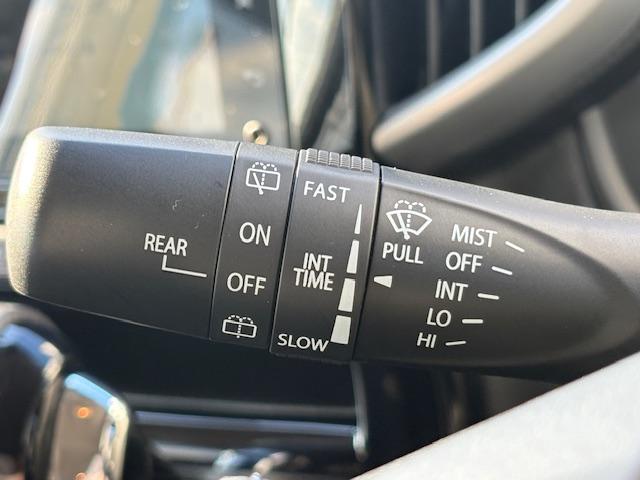 REAR
ON
OFF
FAST
INT
TIME
SLOW
PULL
MIST
OFF
INT
LO
HI